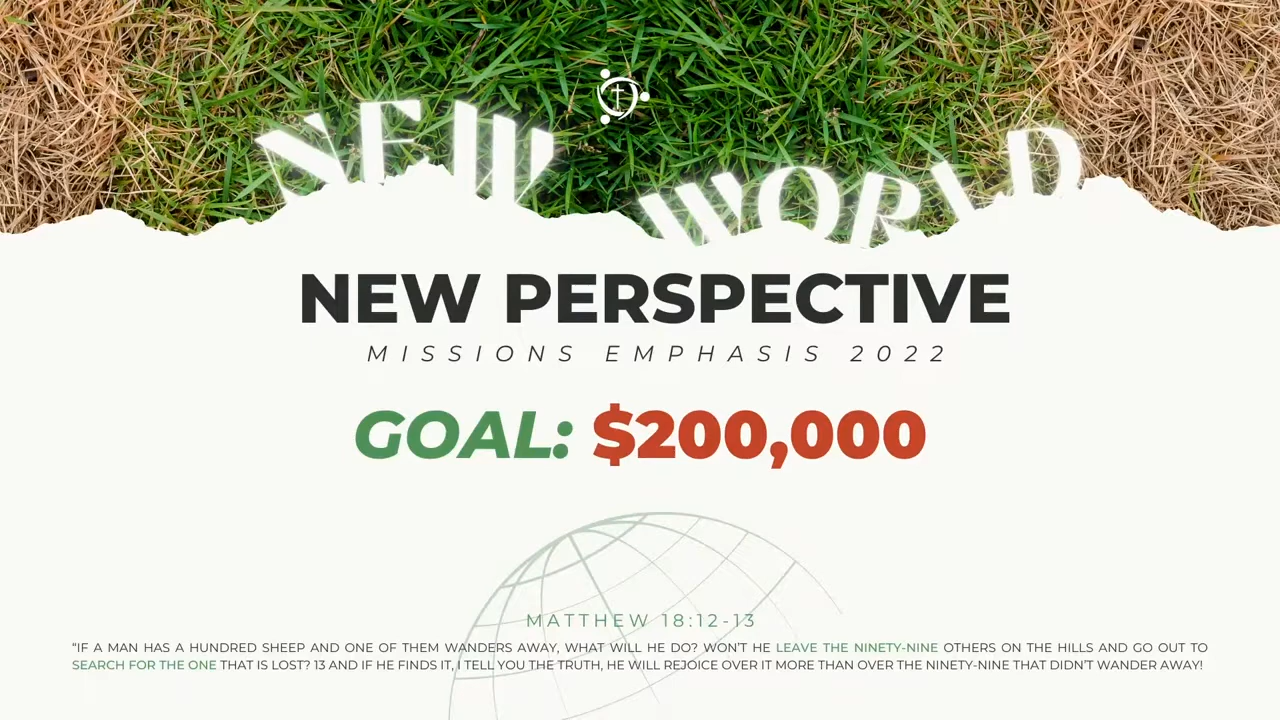 NEW WORLD
NEW PERSPECTIVE
MISSIONS EMPHASIS 2022
GOAL: $200,000
MATTHEW 18:12-13
“IF A MAN HAS A HUNDRED SHEEP AND ONE OF THEM WANDERS AWAY, WHAT WILL HE DO? WON’T HE LEAVE THE NINETY-NINE OTHERS ON THE HILLS AND GO OUT TO
SEARCH FOR THE ONE THAT IS LOST? 13 AND IF HE FINDS IT, I TELL YOU THE TRUTH, HE WILL REJOICE OVER IT MORE THAN OVER THE NINETY-NINE THAT DIDN’T WANDER AWAY!